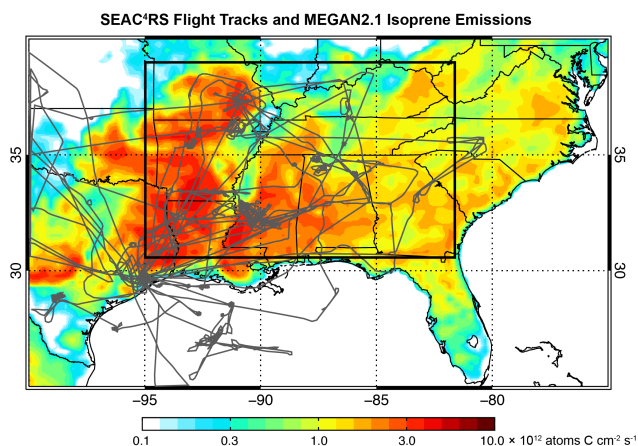 SEAC⁴RS Flight Tracks and MEGAN2.1 Isoprene Emissions
35 35
30 30
−95 −90 −85 −80
0.1 0.3 1.0 3.0 10.0 × 10¹² atoms C cm⁻² s⁻¹